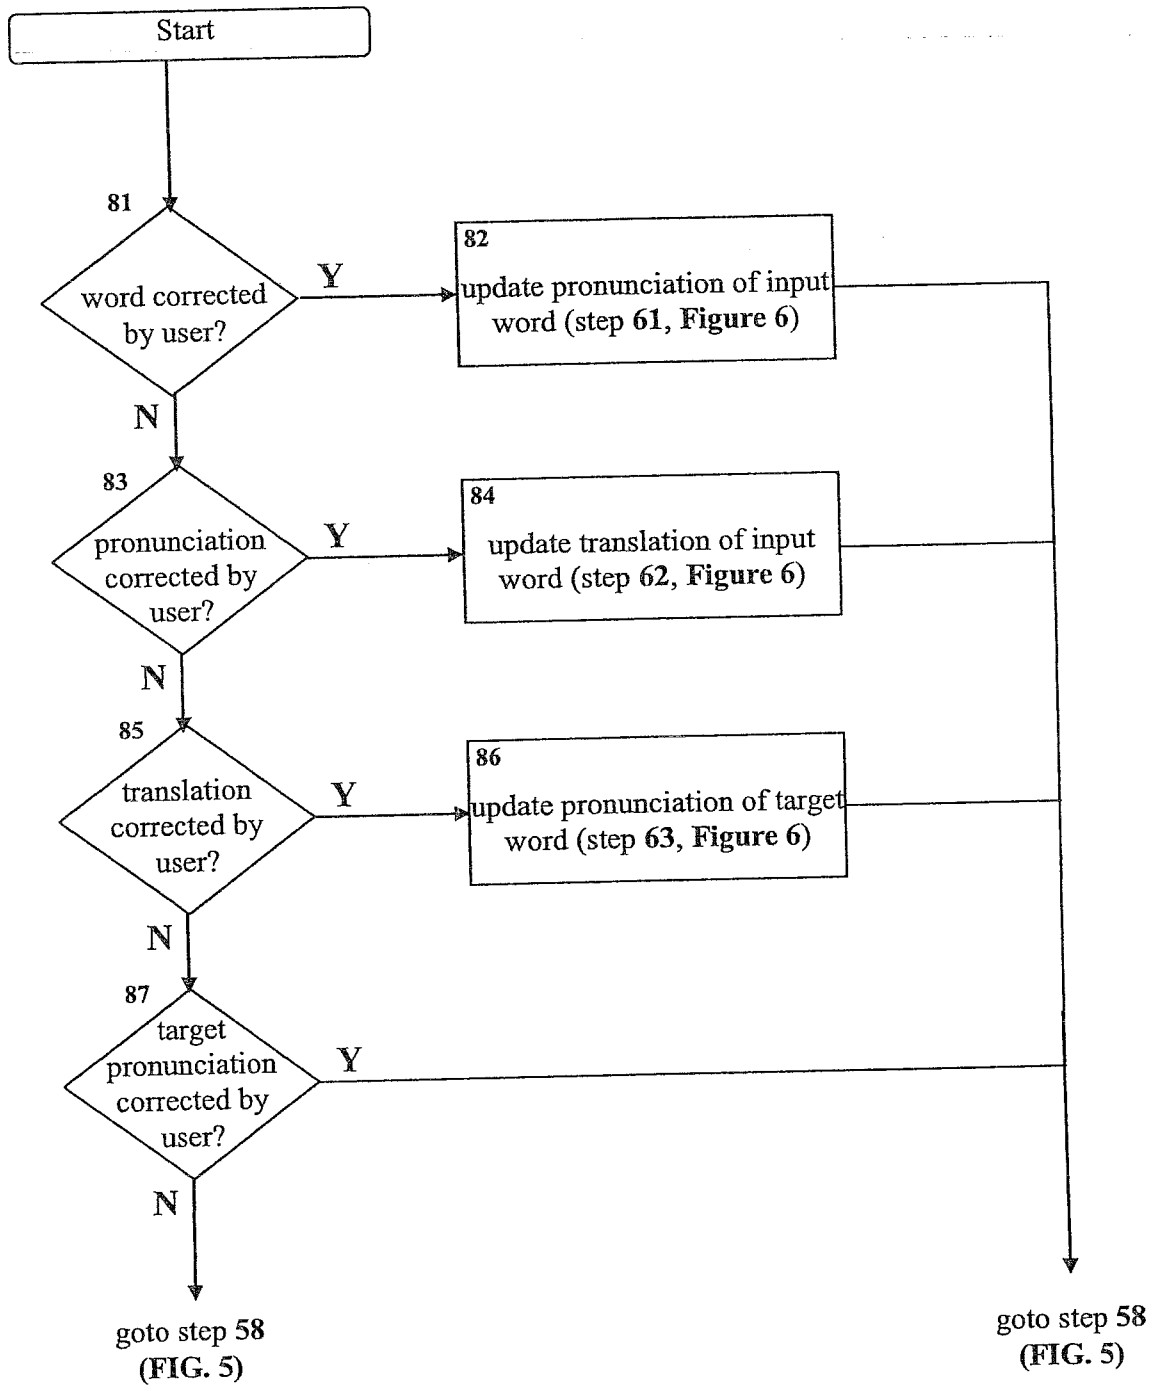 Start
81
word corrected
by user?
Y
82
update pronunciation of input
word (step 61, Figure 6)
N
83
pronunciation
corrected by
user?
Y
84
update translation of input
word (step 62, Figure 6)
N
85
translation
corrected by
user?
Y
86
update pronunciation of target
word (step 63, Figure 6)
N
87
target
pronunciation
corrected by
user?
Y
N
goto step 58
(FIG. 5)
goto step 58
(FIG. 5)